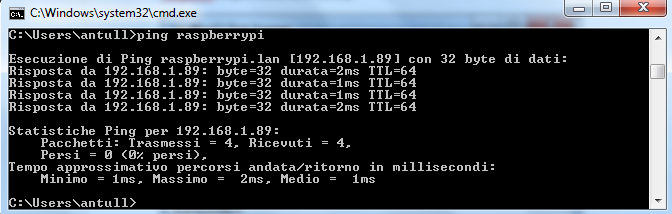 C:\Windows\system32\cmd.exe
C:\Users\antull>ping raspberrypi
Esecuzione di Ping raspberrypi.lan [192.168.1.89] con 32 byte di dati:
Risposta da 192.168.1.89: byte=32 durata=2ms TTL=64
Risposta da 192.168.1.89: byte=32 durata=1ms TTL=64
Risposta da 192.168.1.89: byte=32 durata=1ms TTL=64
Risposta da 192.168.1.89: byte=32 durata=2ms TTL=64
Statistiche Ping per 192.168.1.89:
Pacchetti: Trasmessi = 4, Ricevuti = 4,
Persi = 0 (0% persi),
Tempo approssimativo percorsi andata/ritorno in millisecondi:
Minimo = 1ms, Massimo =  2ms, Medio =  1ms
C:\Users\antull>